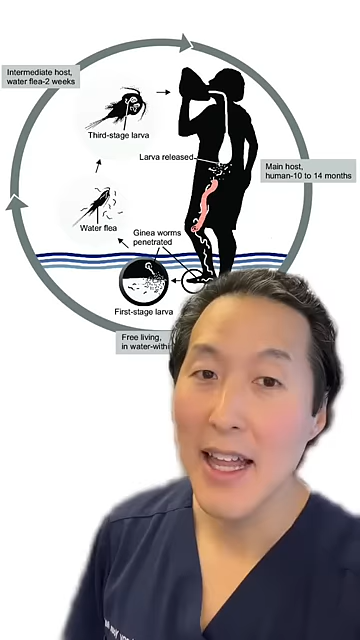 Intermediate host,
water flea-2 weeks
Third-stage larva
Larva released
Main host,
human-10 to 14 months
Water flea
Ginea worms
penetrated
First-stage larva
Free living,
in water-withi